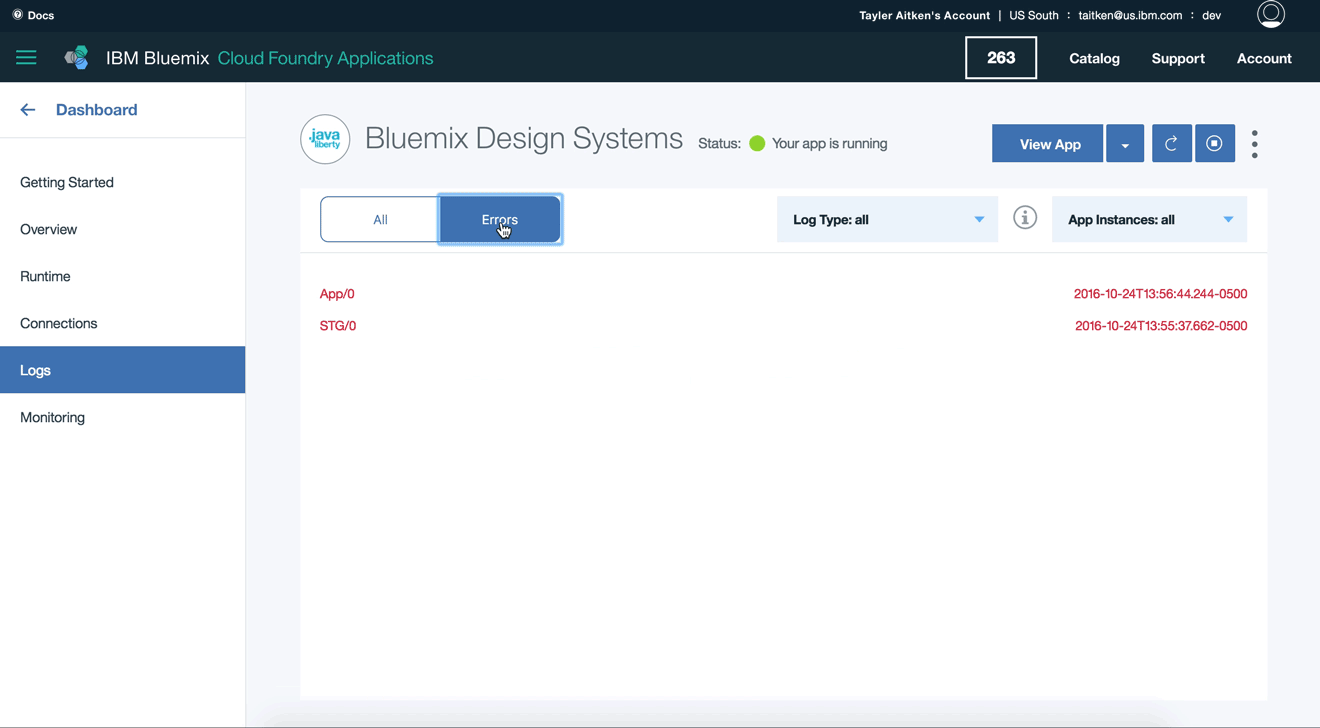 Docs
Tayler Aitken's Account | US South : taitken@us.ibm.com : dev
IBM Bluemix Cloud Foundry Applications
263
Catalog
Support
Account
Dashboard
Getting Started
Overview
Runtime
Connections
Logs
Monitoring
.java
liberty
Bluemix Design Systems
Status: Your app is running
View App
All
Errors
Log Type: all
App Instances: all
App/0 2016-10-24T13:56:44.244-0500
STG/0 2016-10-24T13:55:37.662-0500